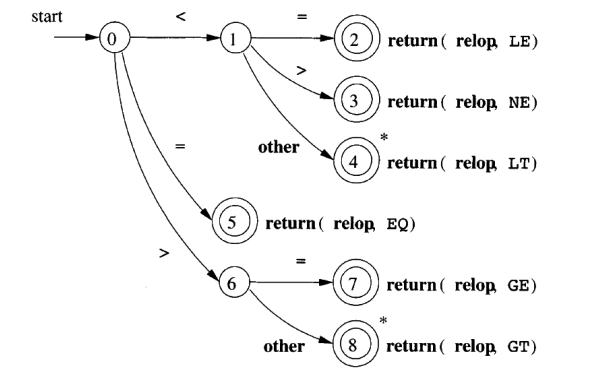 start
0
<
1
=
2
return ( relop, LE)
>
3
return ( relop, NE)
other
4
*
return ( relop, LT)
=
5
return ( relop, EQ)
>
6
=
7
return ( relop, GE)
other
8
*
return ( relop, GT)